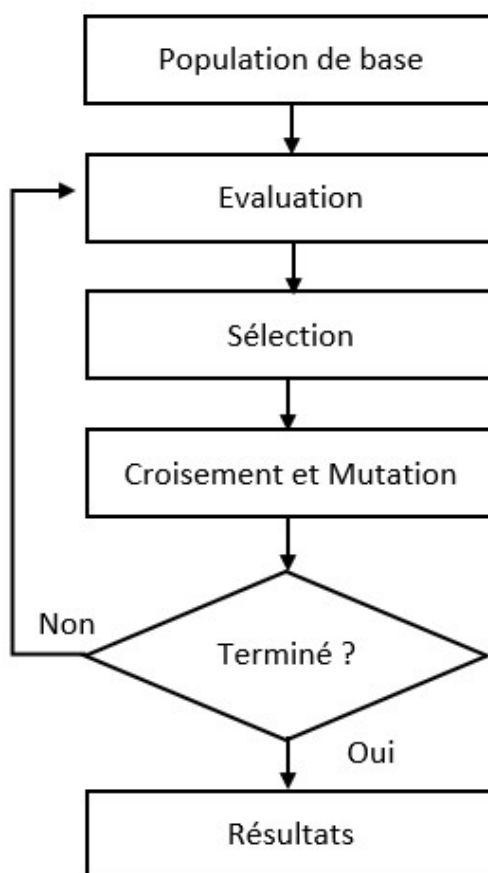 Population de base
Evaluation
Sélection
Croisement et Mutation
Non
Terminé ?
Oui
Résultats